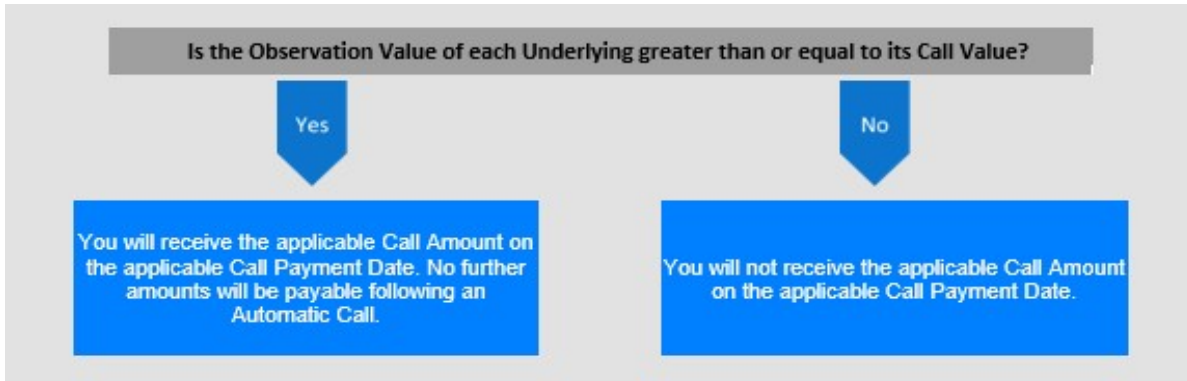 Is the Observation Value of each Underlying greater than or equal to its Call Value?
Yes
No
You will receive the applicable Call Amount on
the applicable Call Payment Date. No further
amounts will be payable following an
Automatic Call.
You will not receive the applicable Call Amount
on the applicable Call Payment Date.